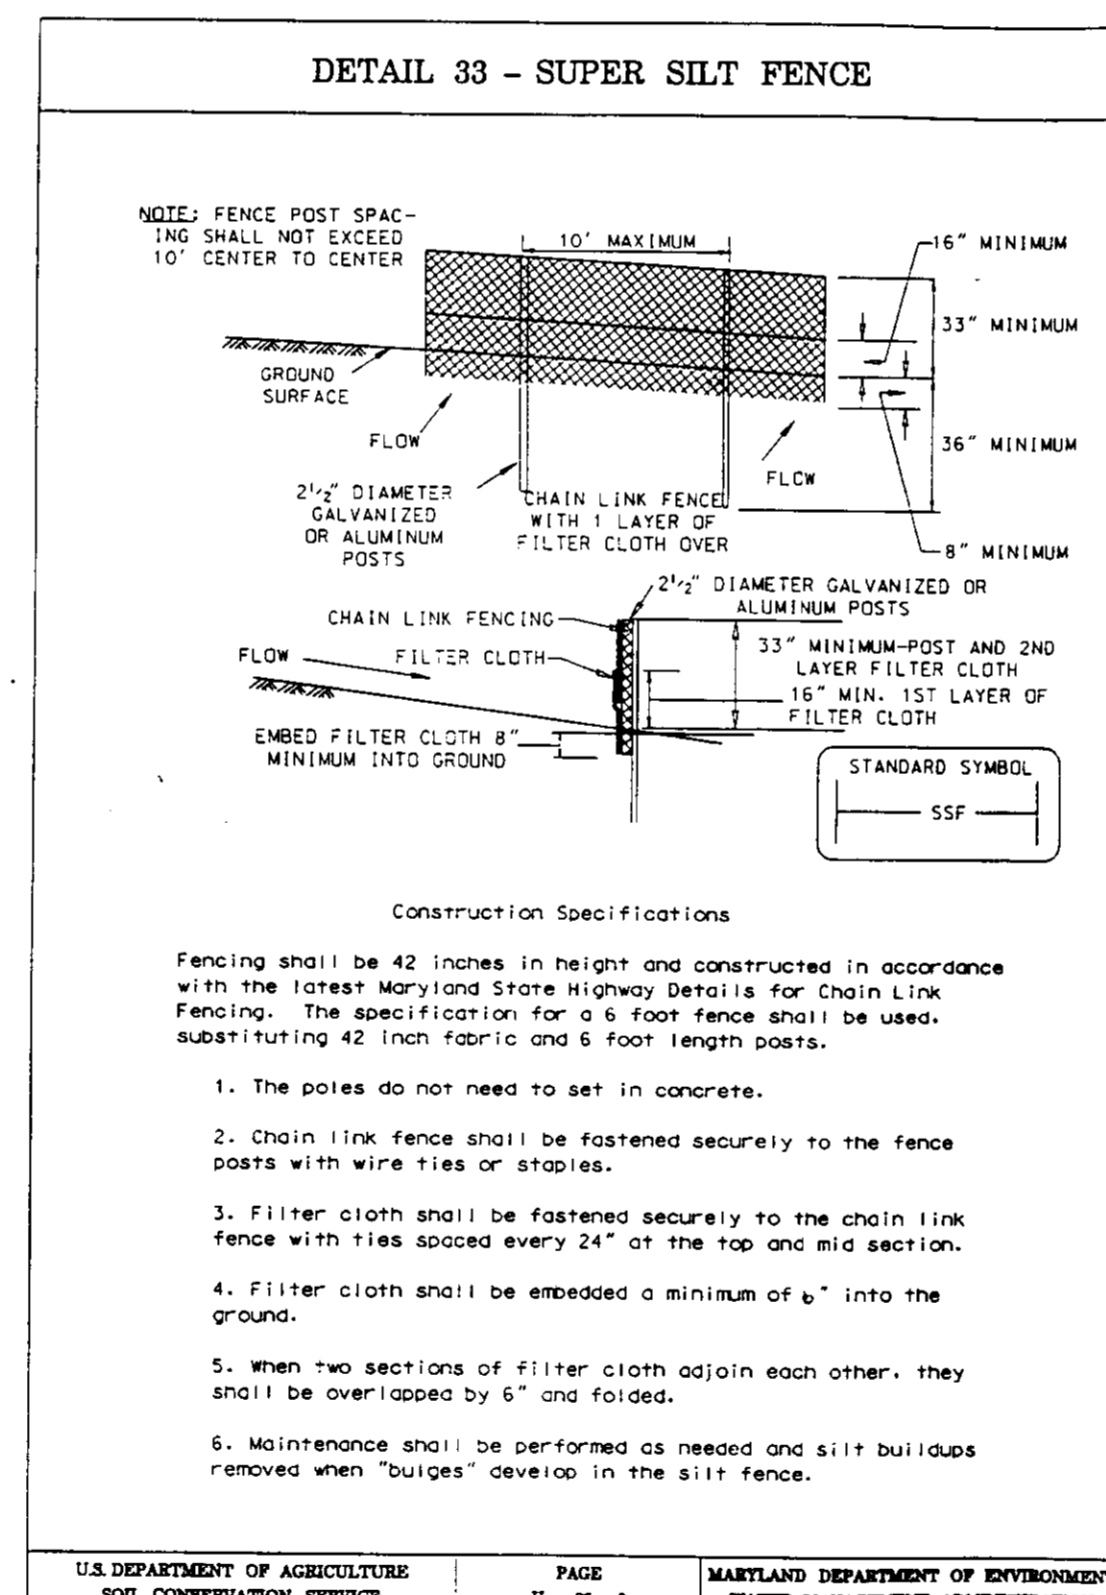 DETAIL 33 - SUPER SILT FENCE
NOTE: FENCE POST SPAC-
ING SHALL NOT EXCEED
10' CENTER TO CENTER
10' MAXIMUM
16" MINIMUM
33" MINIMUM
GROUND
SURFACE
FLOW
36" MINIMUM
FLOW
2 1/2" DIAMETER
GALVANIZED
OR ALUMINUM
POSTS
CHAIN LINK FENCE
WITH 1 LAYER OF
FILTER CLOTH OVER
8" MINIMUM
2 1/2" DIAMETER GALVANIZED OR
ALUMINUM POSTS
CHAIN LINK FENCING
FLOW
FILTER CLOTH
33" MINIMUM-POST AND 2ND
LAYER FILTER CLOTH
16" MIN. 1ST LAYER OF
FILTER CLOTH
EMBED FILTER CLOTH 8"
MINIMUM INTO GROUND
STANDARD SYMBOL
SSF
Construction Specifications
Fencing shall be 42 inches in height and constructed in accordance
with the latest Maryland State Highway Details for Chain Link
Fencing. The specification for a 6 foot fence shall be used.
substituting 42 inch fabric and 6 foot length posts.
1. The poles do not need to set in concrete.
2. Chain link fence shall be fastened securely to the fence
posts with wire ties or staples.
3. Filter cloth shall be fastened securely to the chain link
fence with ties spaced every 24" at the top and mid section.
4. Filter cloth shall be embedded a minimum of " into the
ground.
5. When two sections of filter cloth adjoin each other, they
shall be overlapped by 6" and folded.
6. Maintenance shall be performed as needed and silt buildups
removed when "bulges" develop in the silt fence.
U.S. DEPARTMENT OF AGRICULTURE
SOIL CONSERVATION SERVICE
PAGE
MARYLAND DEPARTMENT OF ENVIRONMENT